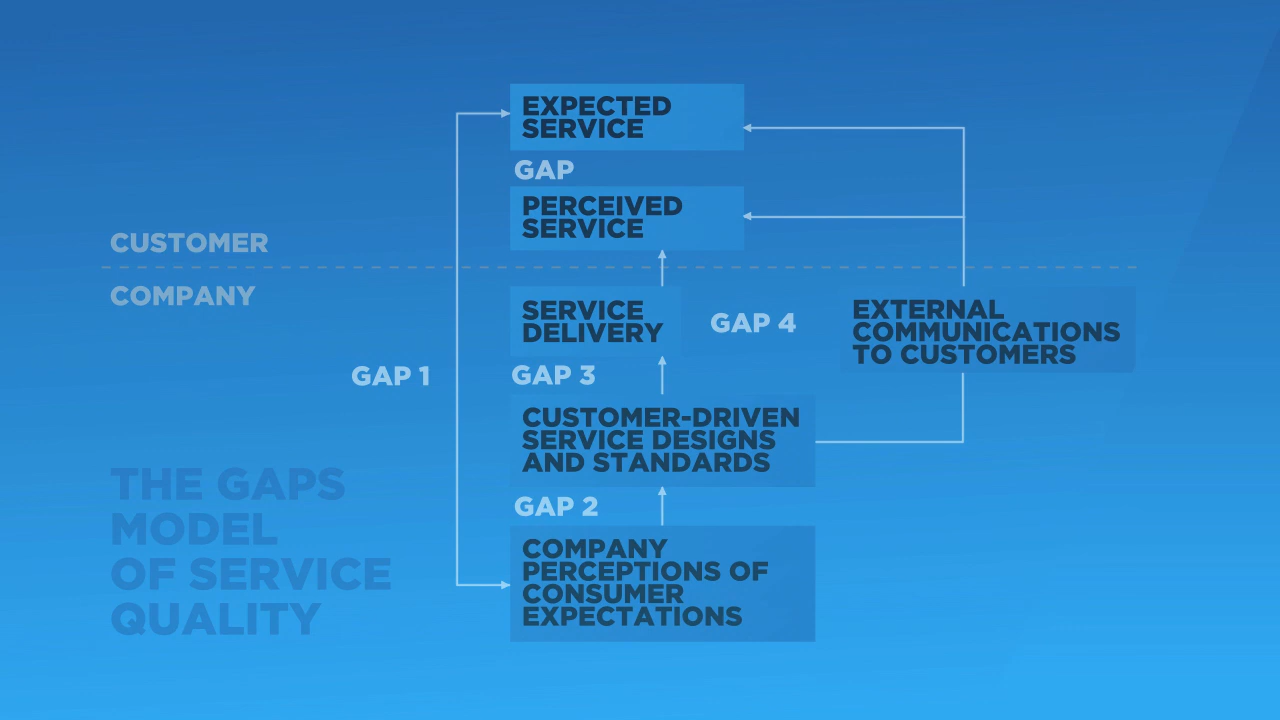 EXPECTED
SERVICE
GAP
PERCEIVED
SERVICE
CUSTOMER
COMPANY
SERVICE
DELIVERY
GAP 4
EXTERNAL
COMMUNICATIONS
TO CUSTOMERS
GAP 1
GAP 3
CUSTOMER-DRIVEN
SERVICE DESIGNS
AND STANDARDS
GAP 2
COMPANY
PERCEPTIONS OF
CONSUMER
EXPECTATIONS
THE GAPS
MODEL
OF SERVICE
QUALITY